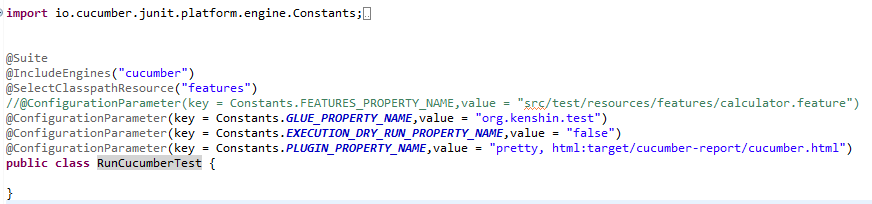 import io.cucumber.junit.platform.engine.Constants;
@Suite
@IncludeEngines("cucumber")
@SelectClasspathResource("features")
//@ConfigurationParameter(key = Constants.FEATURES_PROPERTY_NAME,value = "src/test/resources/features/calculator.feature")
@ConfigurationParameter(key = Constants.GLUE_PROPERTY_NAME,value = "org.kenshin.test")
@ConfigurationParameter(key = Constants.EXECUTION_DRY_RUN_PROPERTY_NAME,value = "false")
@ConfigurationParameter(key = Constants.PLUGIN_PROPERTY_NAME,value = "pretty, html:target/cucumber-report/cucumber.html")
public class RunCucumberTest {
}